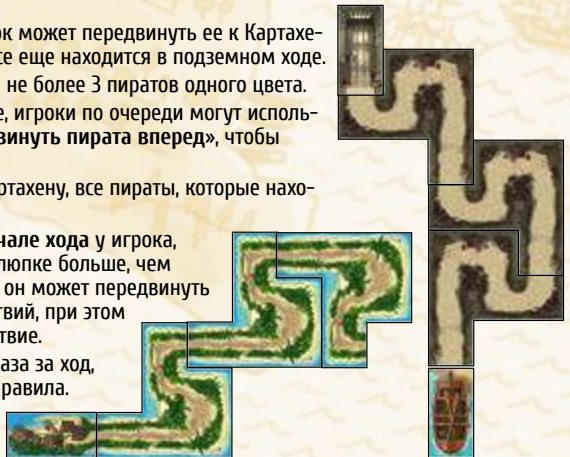 ок может передвинуть ее к Картахе-
се еще находится в подземном ходе.
не более 3 пиратов одного цвета.
е, игроки по очереди могут исполь-
винуть пирата вперед», чтобы
ртахену, все пираты, которые нахо-
чале хода у игрока,
люпке больше, чем
он может передвинуть
твий, при этом
твие.
раза за ход,
равила.